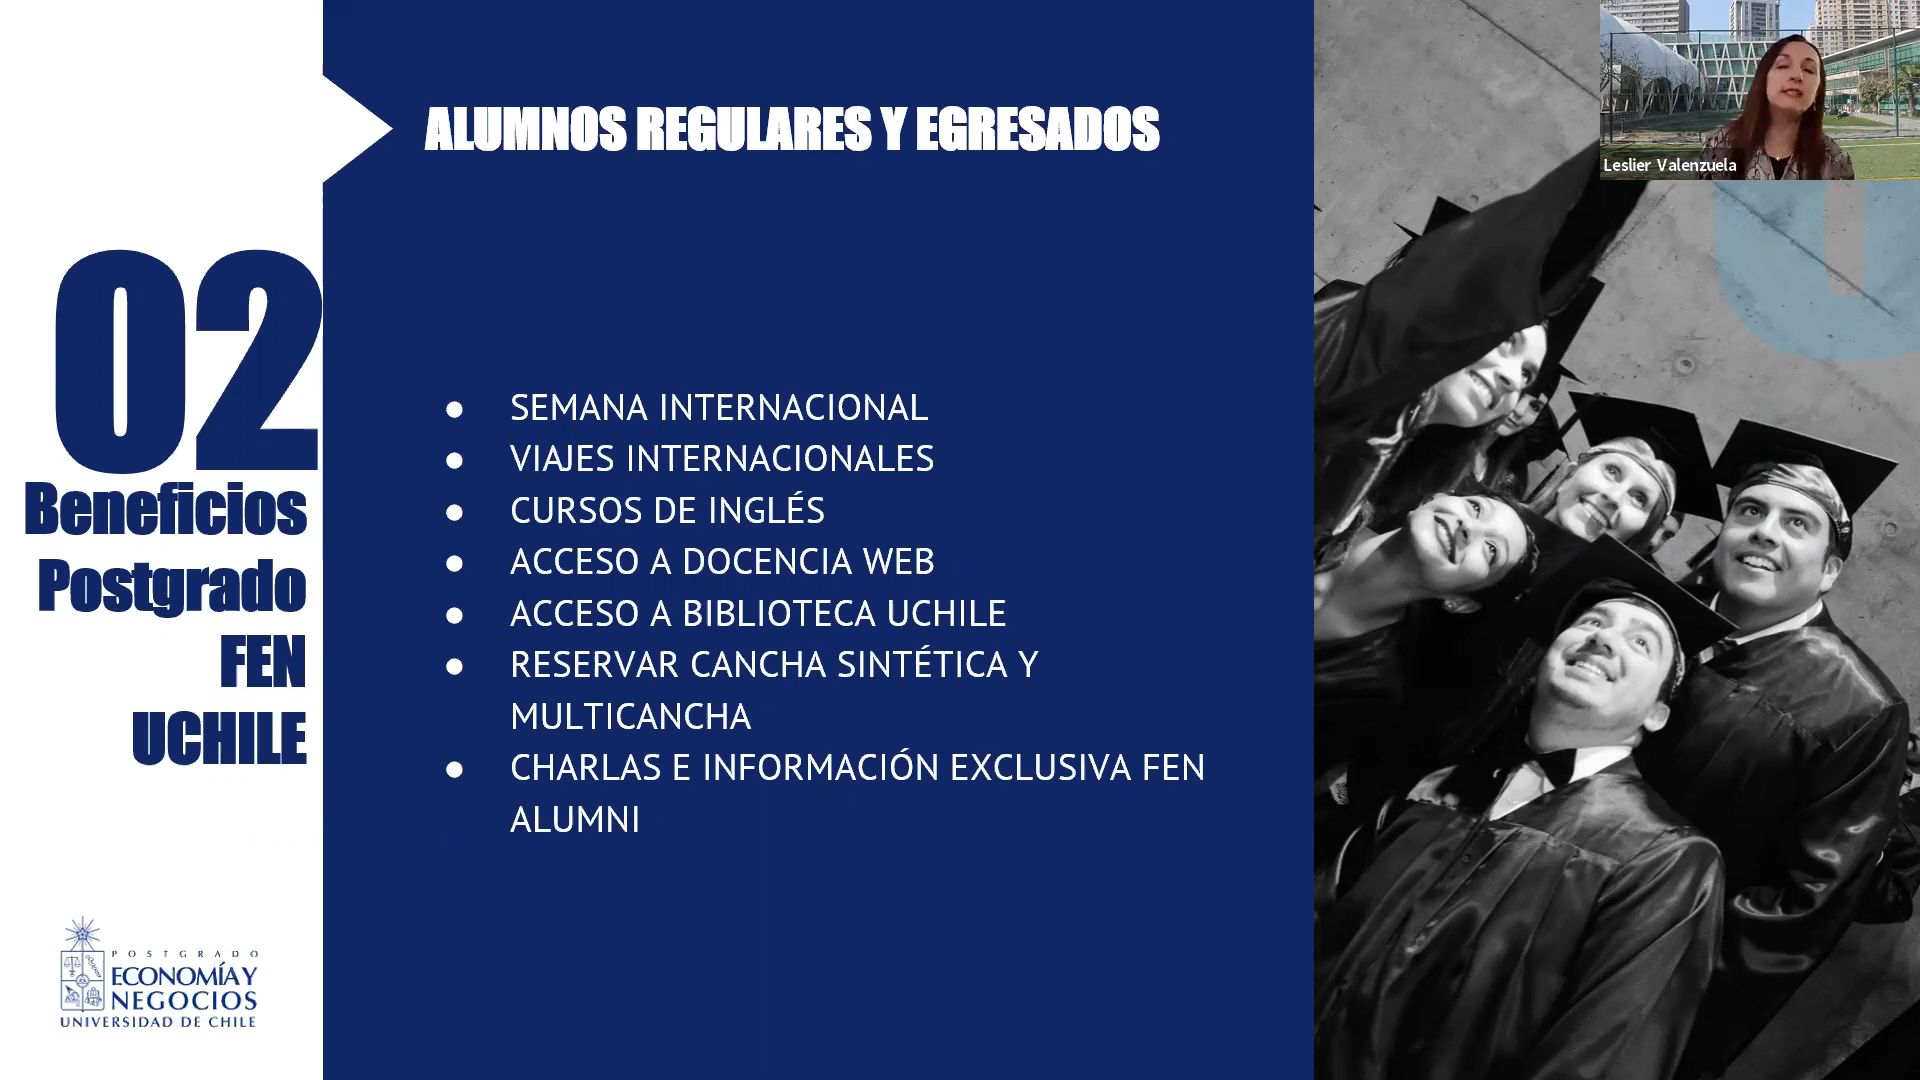 ALUMNOS REGULARES Y EGRESADOS
02
Beneficios
Postgrado
FEN
UCHILE
● SEMANA INTERNACIONAL
● VIAJES INTERNACIONALES
● CURSOS DE INGLÉS
● ACCESO A DOCENCIA WEB
● ACCESO A BIBLIOTECA UCHILE
● RESERVAR CANCHA SINTÉTICA Y
MULTICANCHA
● CHARLAS E INFORMACIÓN EXCLUSIVA FEN
ALUMNI
POSTGRADO
ECONOMÍA Y
NEGOCIOS
UNIVERSIDAD DE CHILE
Leslier Valenzuela